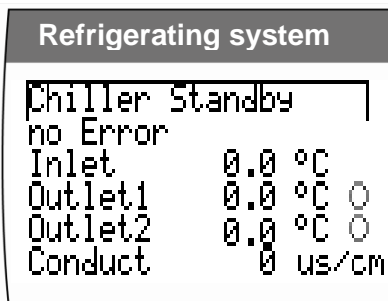 Refrigerating system
Chiller Standby
no Error
Inlet 0.0 °C
Outlet1 0.0 °C
Outlet2 0.0 °C
Conduct 0 us/cm